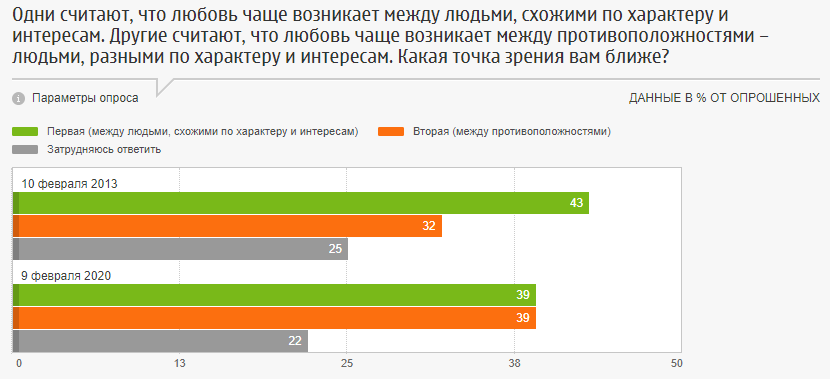 Одни считают, что любовь чаще возникает между людьми, схожими по характеру и
интересам. Другие считают, что любовь чаще возникает между противоположностями –
людьми, разными по характеру и интересам. Какая точка зрения вам ближе?
Параметры опроса
ДАННЫЕ В % ОТ ОПРОШЕННЫХ
Первая (между людьми, схожими по характеру и интересам)
Вторая (между противоположностями)
Затрудняюсь ответить
10 февраля 2013
43
32
25
9 февраля 2020
39
39
22
0 13 25 38 50